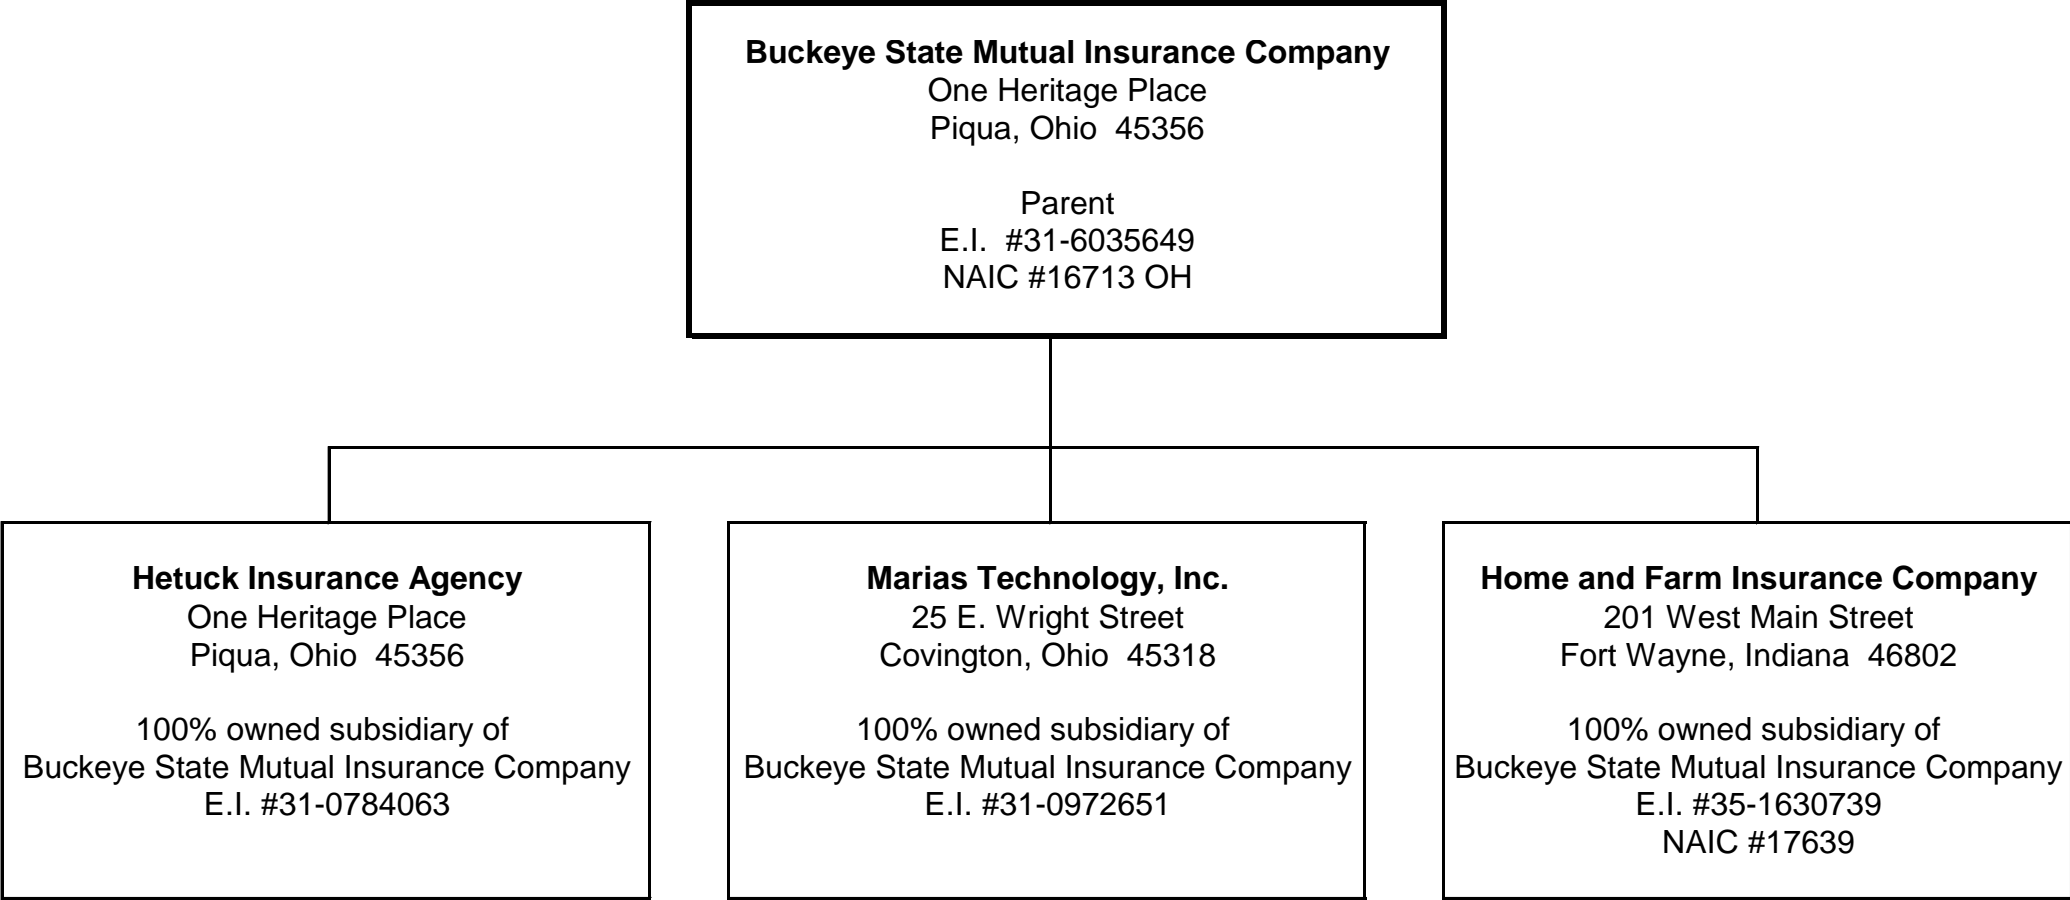 Buckeye State Mutual Insurance Company
One Heritage Place
Piqua, Ohio  45356
Parent
E.I.  #31-6035649
NAIC #16713 OH
Hetuck Insurance Agency
One Heritage Place
Piqua, Ohio  45356
100% owned subsidiary of
Buckeye State Mutual Insurance Company
E.I. #31-0784063
Marias Technology, Inc.
25 E. Wright Street
Covington, Ohio  45318
100% owned subsidiary of
Buckeye State Mutual Insurance Company
E.I. #31-0972651
Home and Farm Insurance Company
201 West Main Street
Fort Wayne, Indiana  46802
100% owned subsidiary of
Buckeye State Mutual Insurance Company
E.I. #35-1630739
NAIC #17639